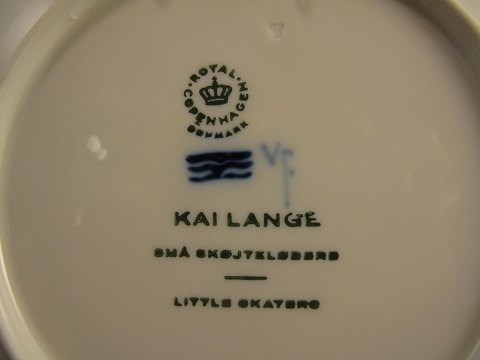 ROYAL COPENHAGEN
DENMARK
KAI LANGE
SMÅ SKØJTELØBERE
LITTLE SKATERS